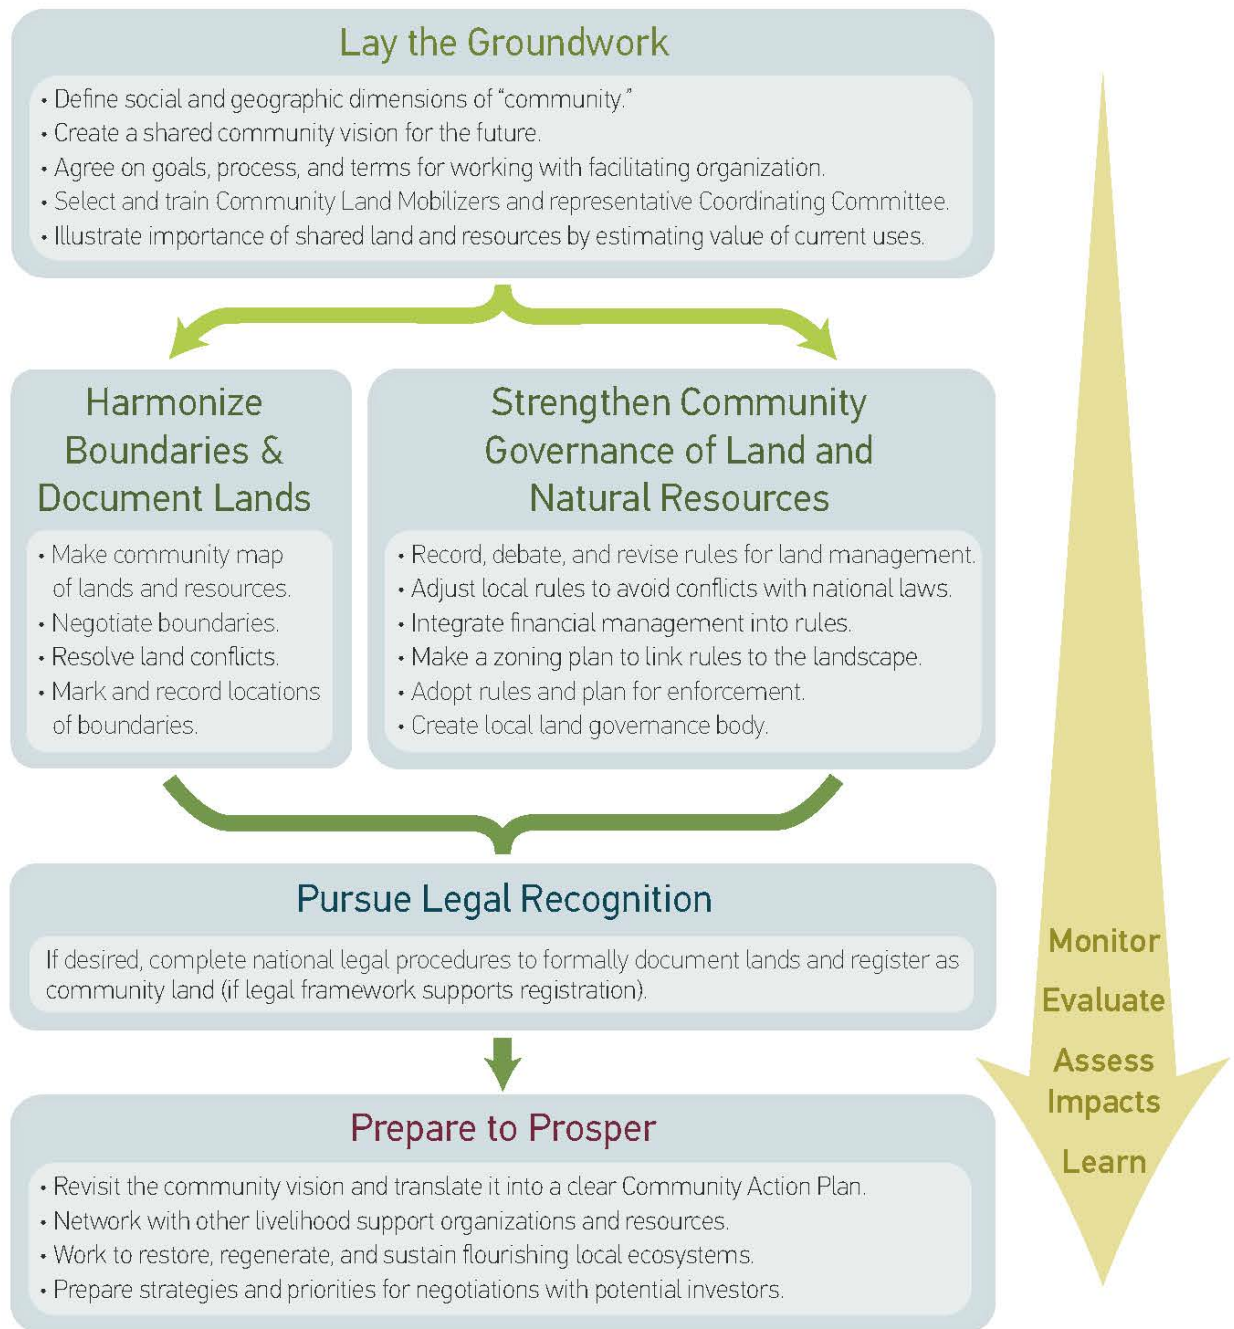 Lay the Groundwork
• Define social and geographic dimensions of “community.”
• Create a shared community vision for the future.
• Agree on goals, process, and terms for working with facilitating organization.
• Select and train Community Land Mobilizers and representative Coordinating Committee.
• Illustrate importance of shared land and resources by estimating value of current uses.
Harmonize
Boundaries &
Document Lands
• Make community map
of lands and resources.
• Negotiate boundaries.
• Resolve land conflicts.
• Mark and record locations
of boundaries.
Strengthen Community
Governance of Land and
Natural Resources
• Record, debate, and revise rules for land management.
• Adjust local rules to avoid conflicts with national laws.
• Integrate financial management into rules.
• Make a zoning plan to link rules to the landscape.
• Adopt rules and plan for enforcement.
• Create local land governance body.
Pursue Legal Recognition
If desired, complete national legal procedures to formally document lands and register as
community land (if legal framework supports registration).
Prepare to Prosper
• Revisit the community vision and translate it into a clear Community Action Plan.
• Network with other livelihood support organizations and resources.
• Work to restore, regenerate, and sustain flourishing local ecosystems.
• Prepare strategies and priorities for negotiations with potential investors.
Monitor
Evaluate
Assess
Impacts
Learn